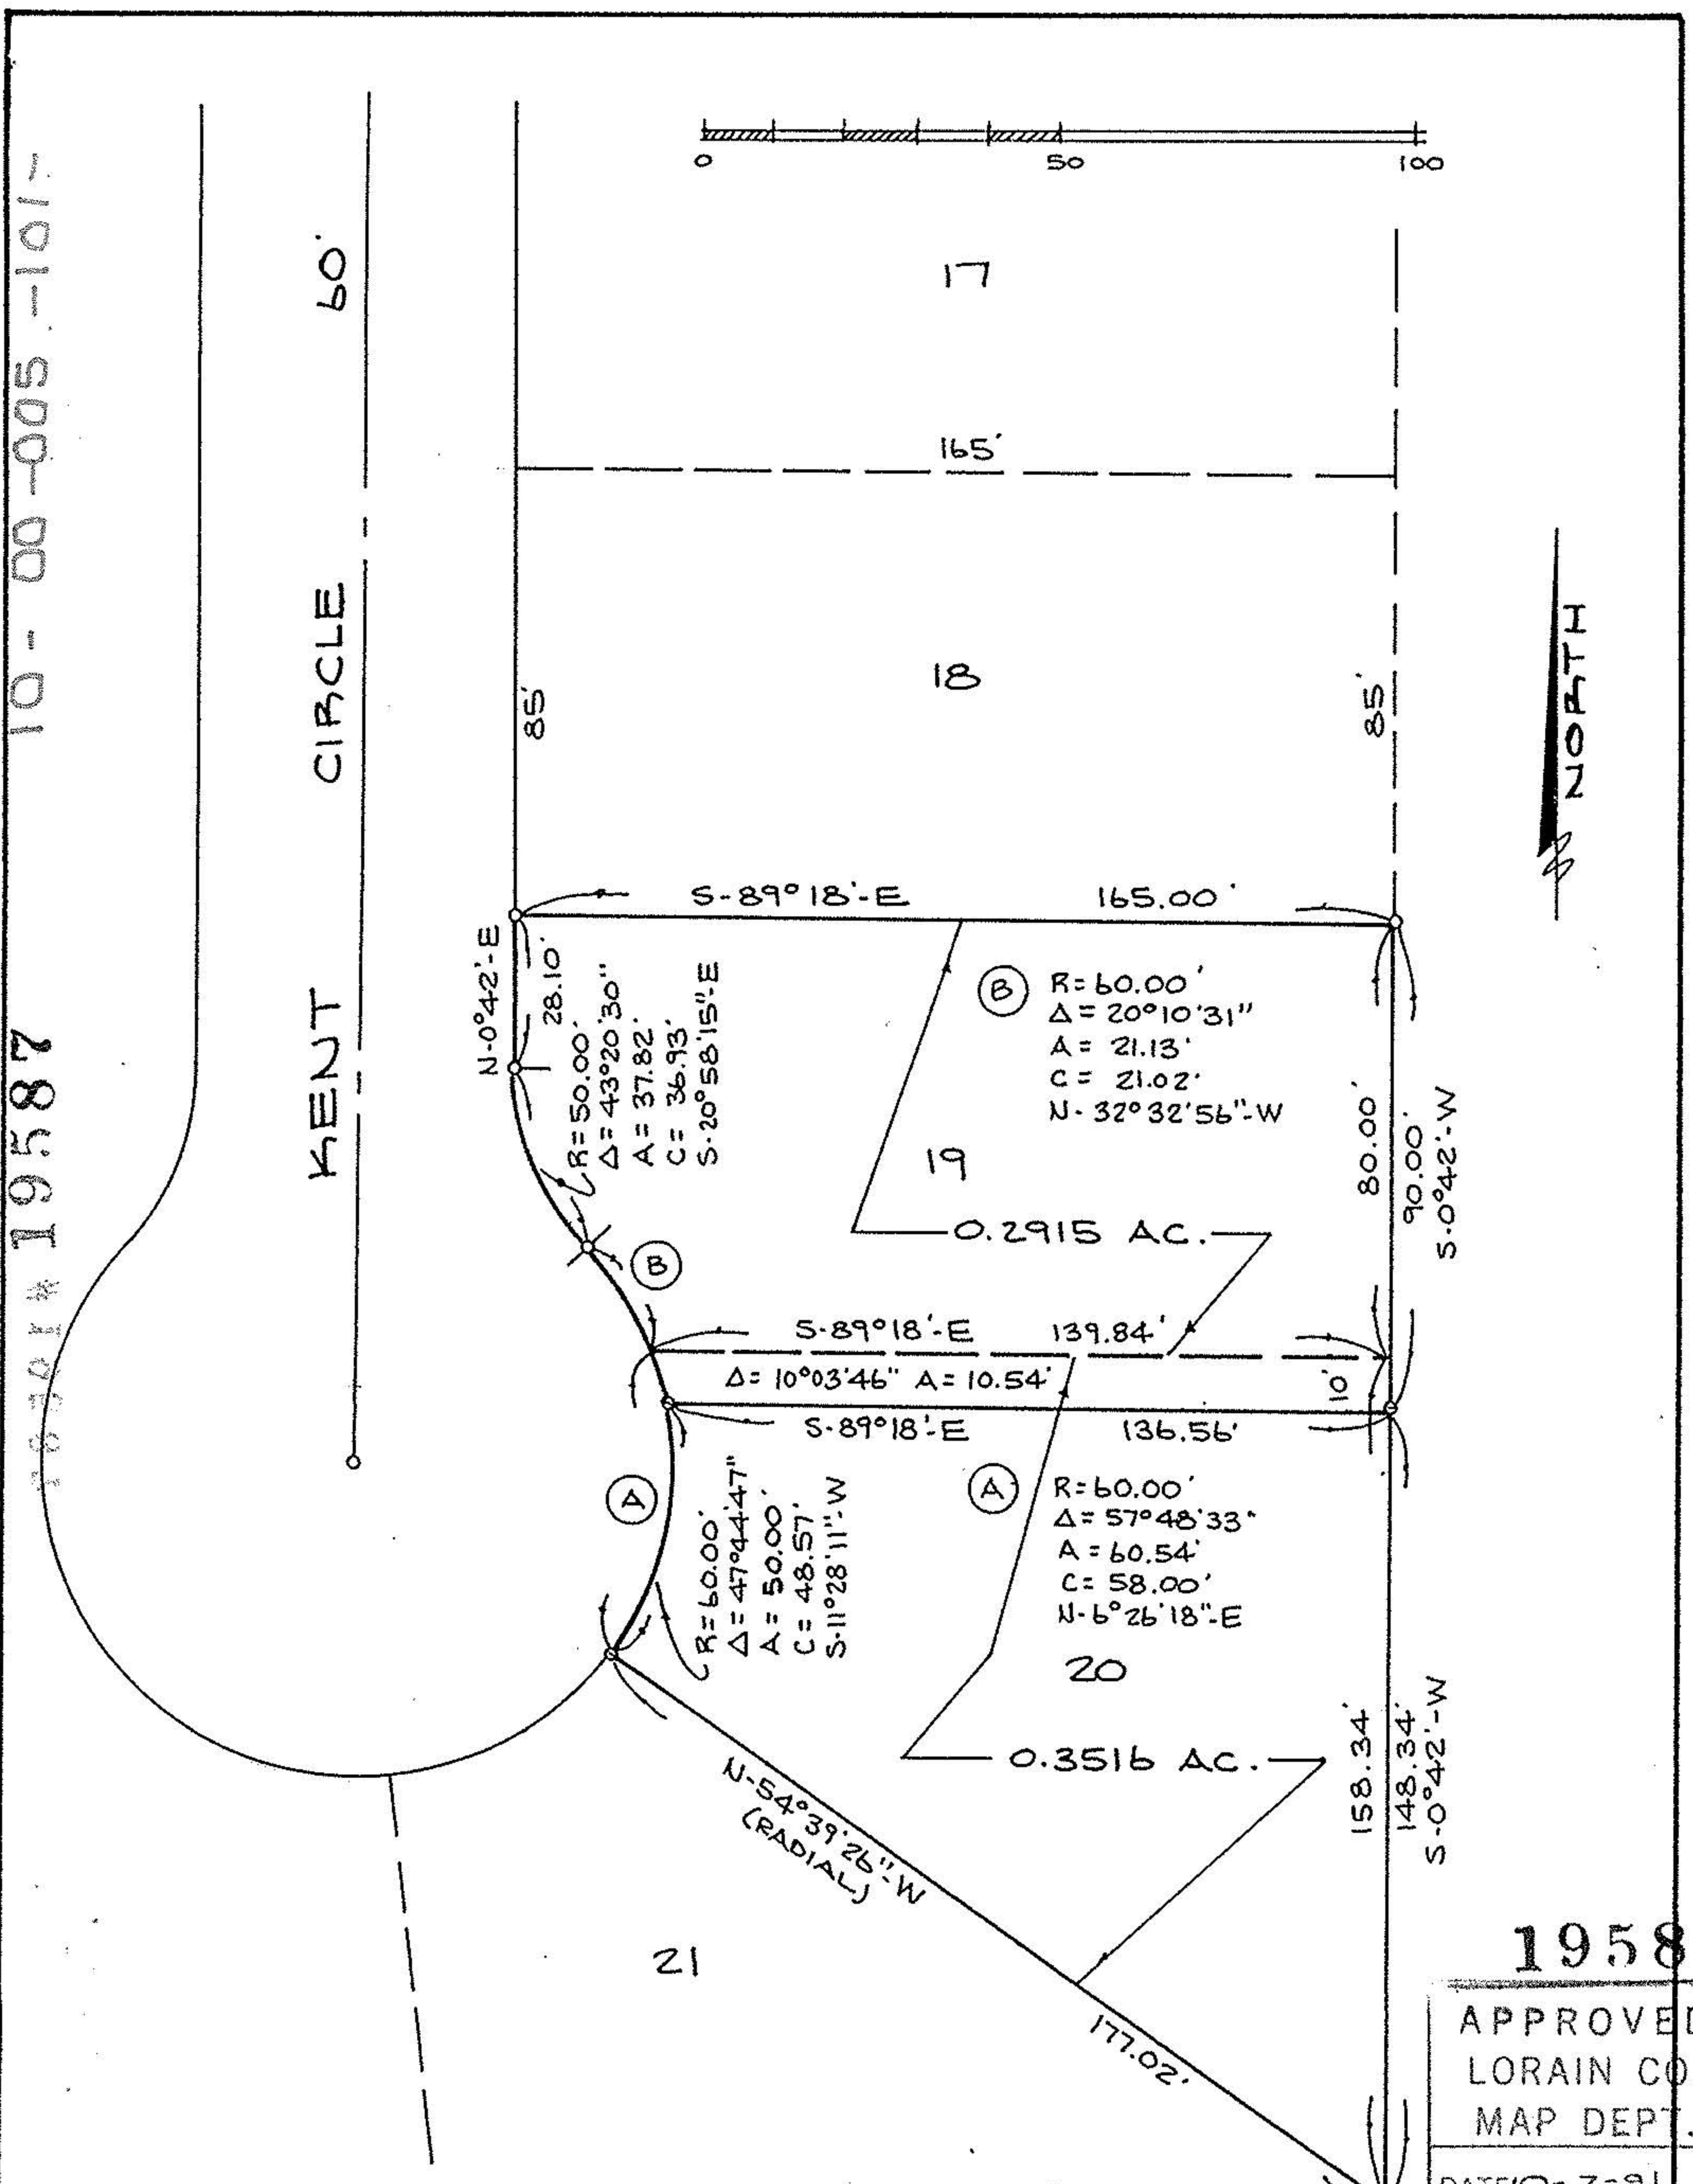 0 50 100
17
165'
60'
KENT CIRCLE
18
85'
85'
NORTH
S-89°18'-E 165.00'
N-0°42'-E
28.10'
R=50.00'
Δ=43°20'30"
A=37.82'
C=36.93'
S-20°58'15"-E
B
R=60.00'
Δ=20°10'31"
A=21.13'
C=21.02'
N-32°32'56"-W
19
80.00'
90.00'
S-0°42'-W
0.2915 AC.
B
S-89°18'-E 139.84'
Δ=10°03'46" A=10.54'
10'
S-89°18'-E 136.56'
A
R=60.00'
Δ=47°44'47"
A=50.00'
C=48.57'
S-11°28'11"-W
A
R=60.00'
Δ=57°48'33"
A=60.54'
C=58.00'
N-6°26'18"-E
20
0.3516 AC.
158.34'
148.34'
S-0°42'-W
N-54°39'26"-W
(RADIAL)
177.02'
21
10-00-005-101-
19587
1958
APPROVED
LORAIN CO
MAP DEPT.
DATE 10-7-91